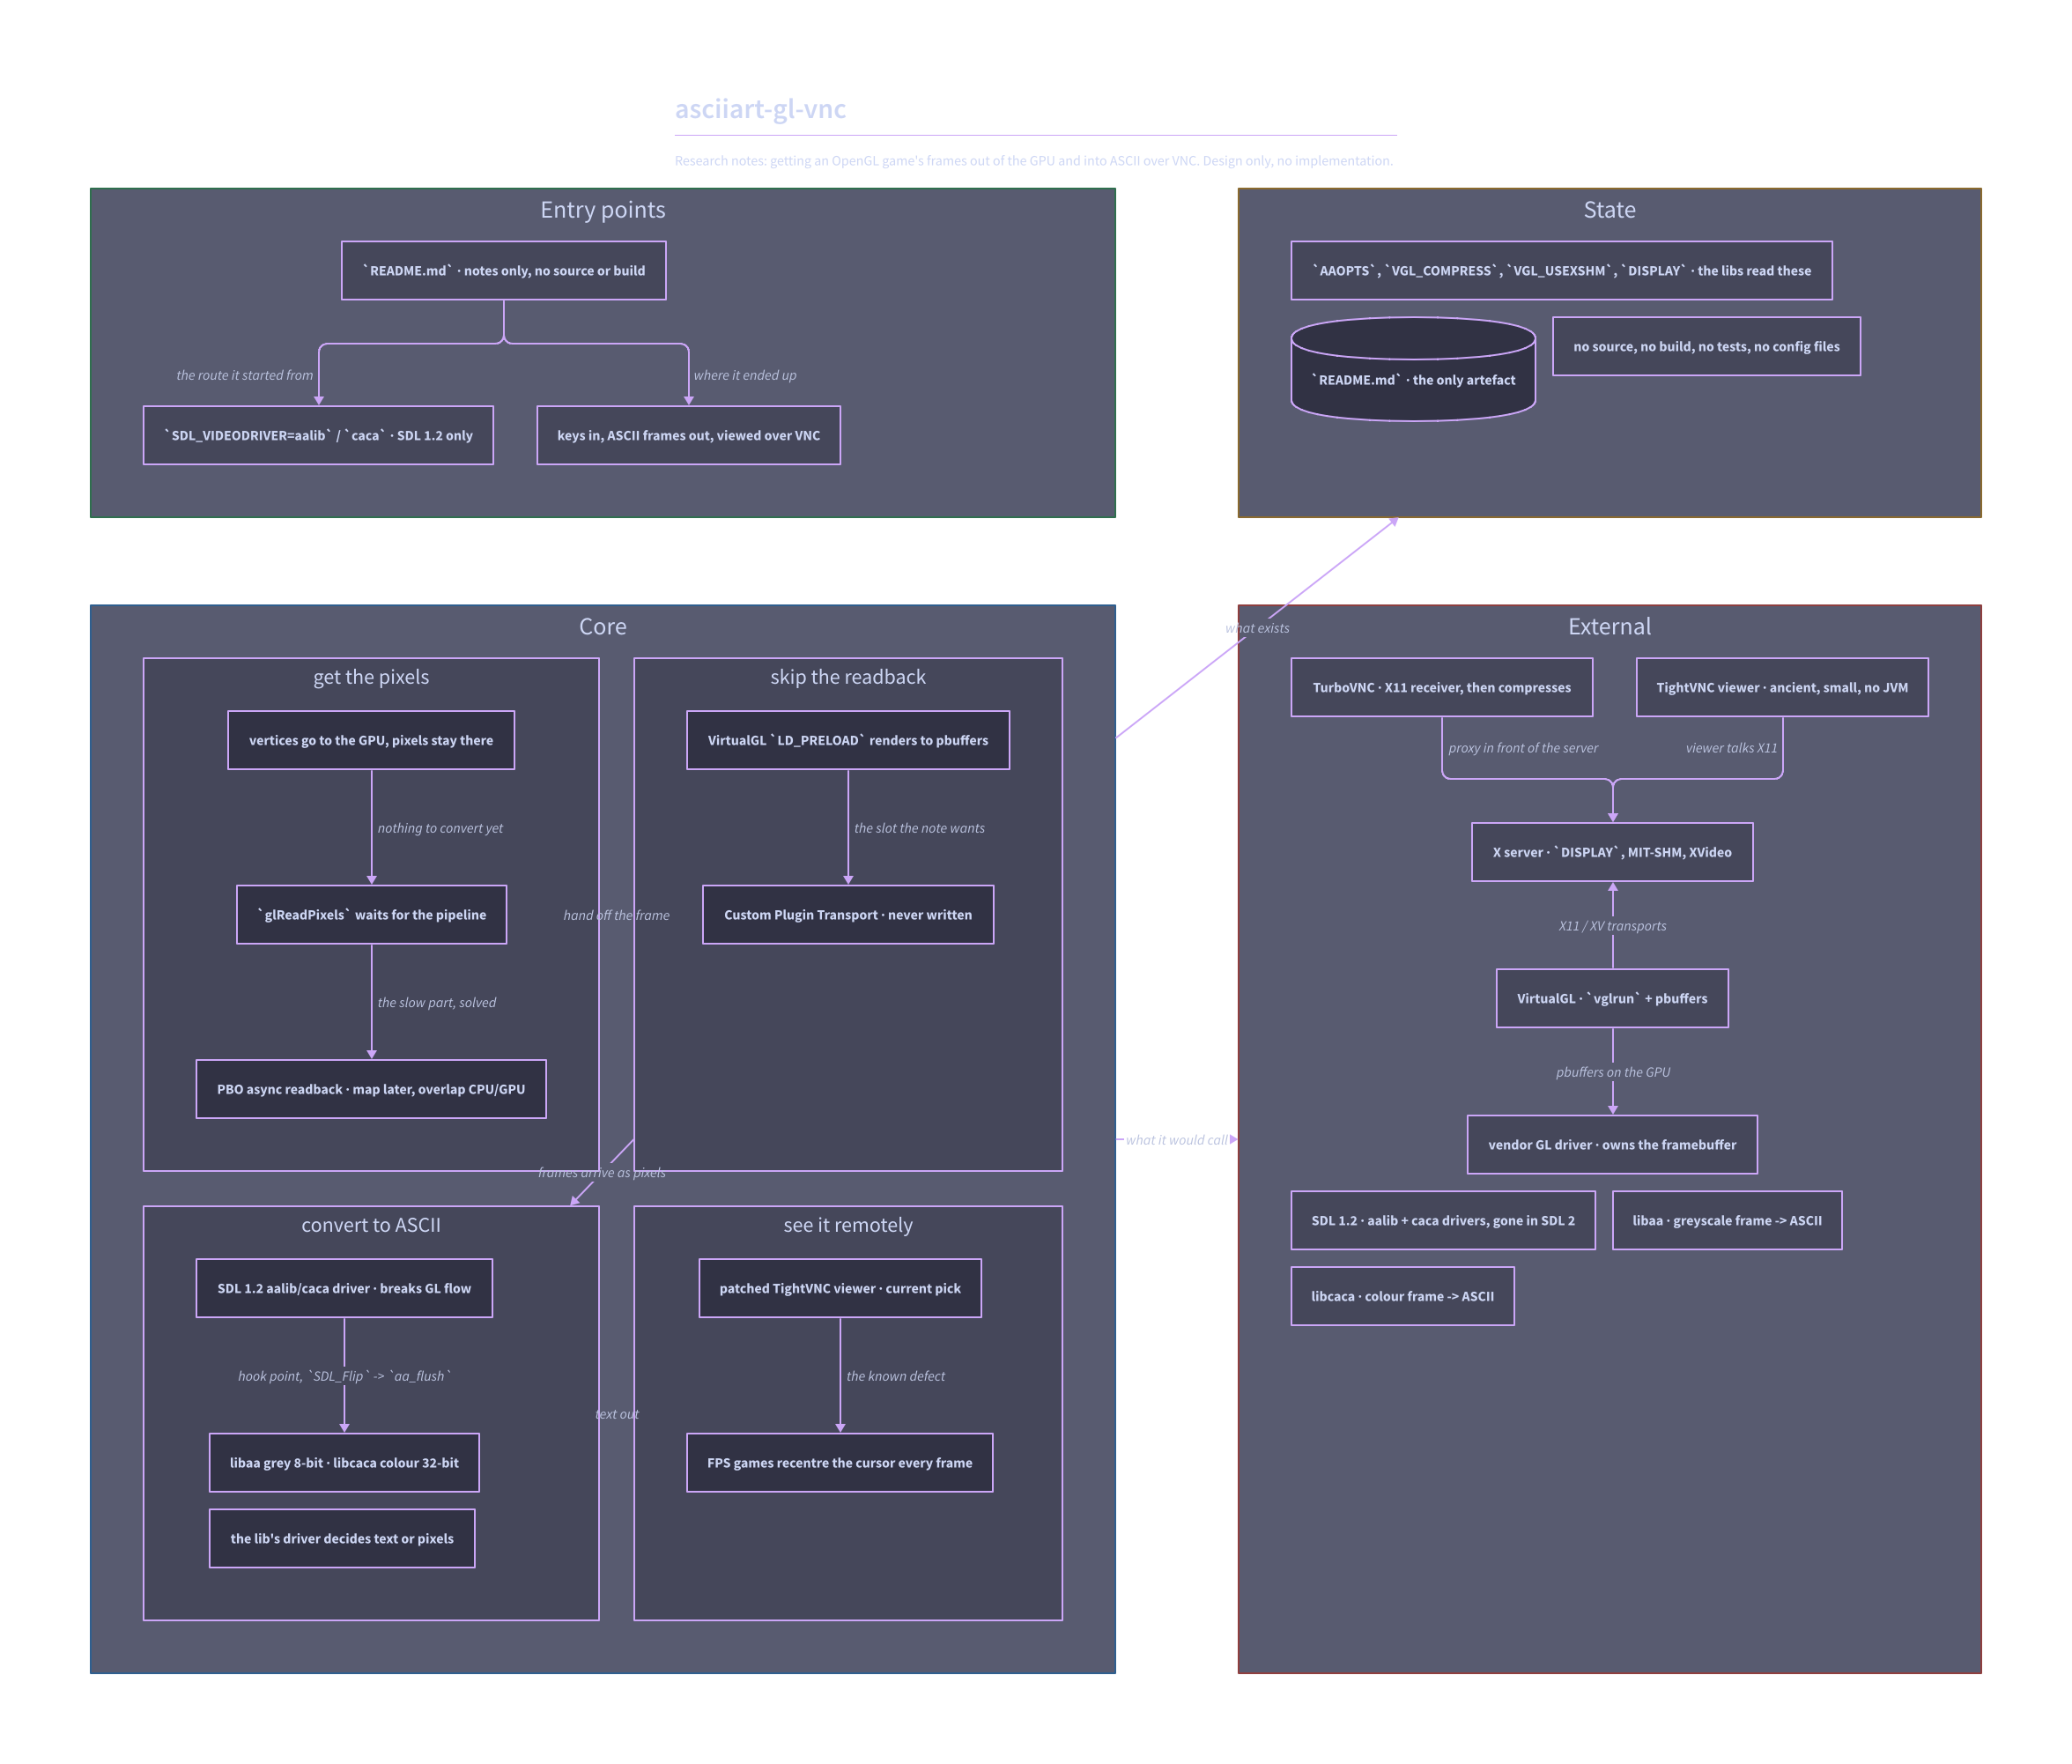 asciiart-gl-vnc
Research notes: getting an OpenGL game's frames out of the GPU and into ASCII over VNC. Design only, no implementation.
Entry points
`README.md` · notes only, no source or build
the route it started from
where it ended up
`SDL_VIDEODRIVER=aalib` / `caca` · SDL 1.2 only
keys in, ASCII frames out, viewed over VNC
State
`AAOPTS`, `VGL_COMPRESS`, `VGL_USEXSHM`, `DISPLAY` · the libs read these
`README.md` · the only artefact
no source, no build, no tests, no config files
what exists
Core
get the pixels
vertices go to the GPU, pixels stay there
nothing to convert yet
`glReadPixels` waits for the pipeline
the slow part, solved
PBO async readback · map later, overlap CPU/GPU
hand off the frame
skip the readback
VirtualGL `LD_PRELOAD` renders to pbuffers
the slot the note wants
Custom Plugin Transport · never written
frames arrive as pixels
convert to ASCII
SDL 1.2 aalib/caca driver · breaks GL flow
hook point, `SDL_Flip` -> `aa_flush`
libaa grey 8-bit · libcaca colour 32-bit
the lib's driver decides text or pixels
text out
see it remotely
patched TightVNC viewer · current pick
the known defect
FPS games recentre the cursor every frame
what it would call
External
TurboVNC · X11 receiver, then compresses
TightVNC viewer · ancient, small, no JVM
proxy in front of the server
viewer talks X11
X server · `DISPLAY`, MIT-SHM, XVideo
X11 / XV transports
VirtualGL · `vglrun` + pbuffers
pbuffers on the GPU
vendor GL driver · owns the framebuffer
SDL 1.2 · aalib + caca drivers, gone in SDL 2
libaa · greyscale frame -> ASCII
libcaca · colour frame -> ASCII